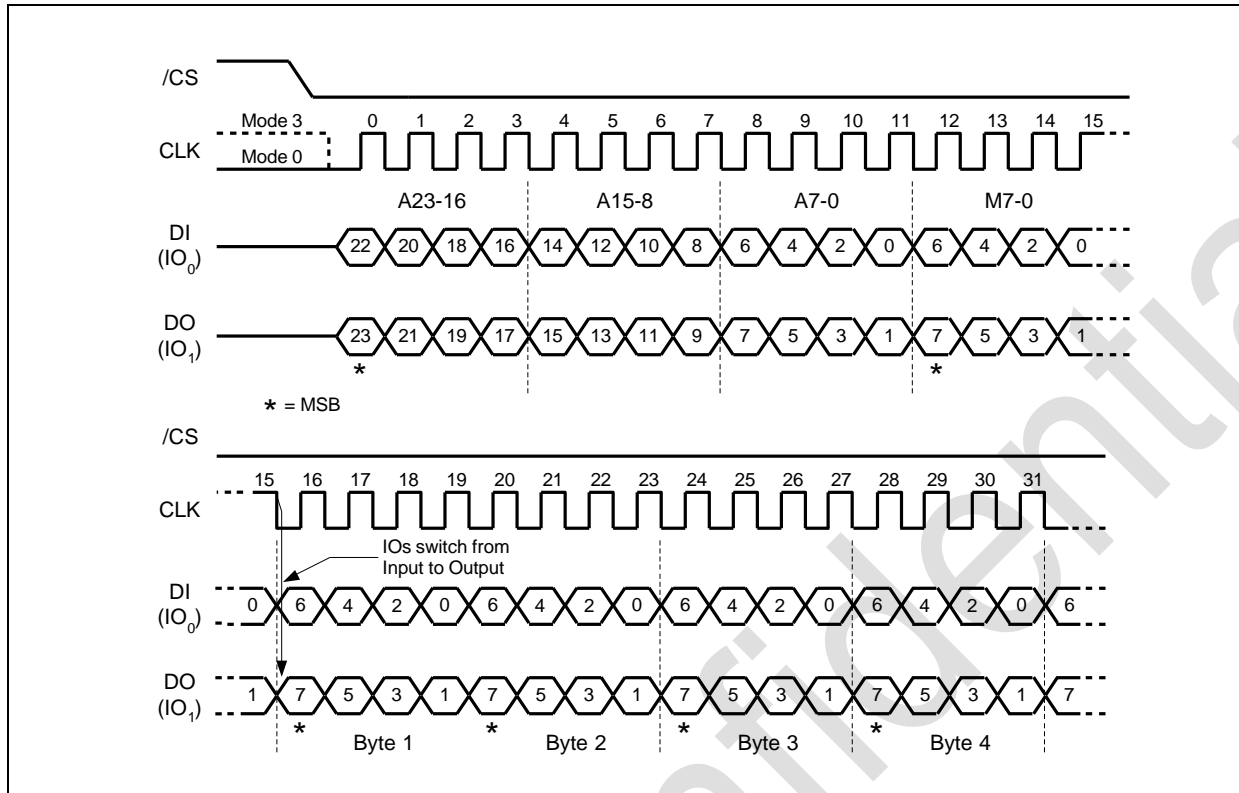 /CS
Mode 3
0 1 2 3 4 5 6 7 8 9 10 11 12 13 14 15
CLK
Mode 0
A23-16 A15-8 A7-0 M7-0
DI
(IO0)
22 20 18 16 14 12 10 8 6 4 2 0 6 4 2 0
DO
(IO1)
23 21 19 17 15 13 11 9 7 5 3 1 7 5 3 1
* *
* = MSB
/CS
15 16 17 18 19 20 21 22 23 24 25 26 27 28 29 30 31
CLK
IOs switch from
Input to Output
DI
(IO0)
0 6 4 2 0 6 4 2 0 6 4 2 0 6 4 2 0 6
DO
(IO1)
1 7 5 3 1 7 5 3 1 7 5 3 1 7 5 3 1 7
* * * *
Byte 1 Byte 2 Byte 3 Byte 4
nfidentia